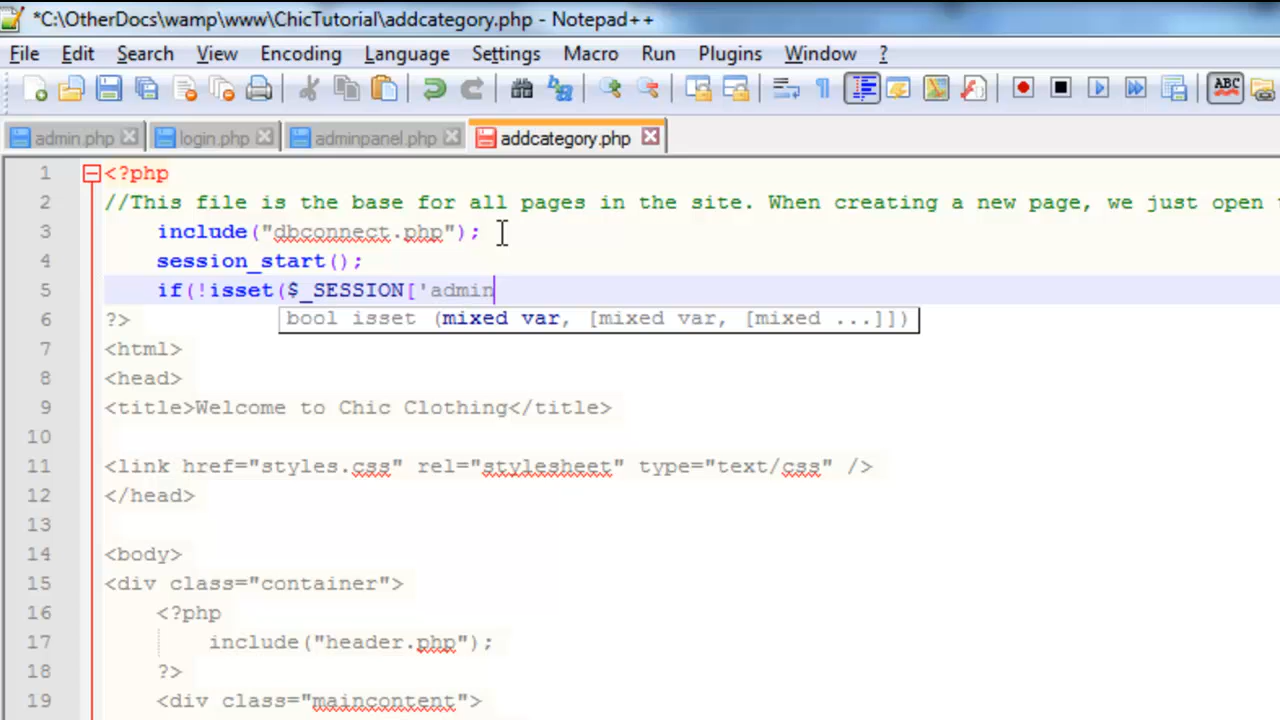 *C:\OtherDocs\wamp\www\ChicTutorial\addcategory.php - Notepad++
File Edit Search View Encoding Language Settings Macro Run Plugins Window ?
ABC
admin.php login.php adminpanel.php addcategory.php
1 <?php
2 //This file is the base for all pages in the site. When creating a new page, we just open
3 include("dbconnect.php");
4 session_start();
5 if(!isset($_SESSION['admin
6 ?>
bool isset (mixed var, [mixed var, [mixed ...]])
7 <html>
8 <head>
9 <title>Welcome to Chic Clothing</title>
10
11 <link href="styles.css" rel="stylesheet" type="text/css" />
12 </head>
13
14 <body>
15 <div class="container">
16 <?php
17 include("header.php");
18 ?>
19 <div class="maincontent">